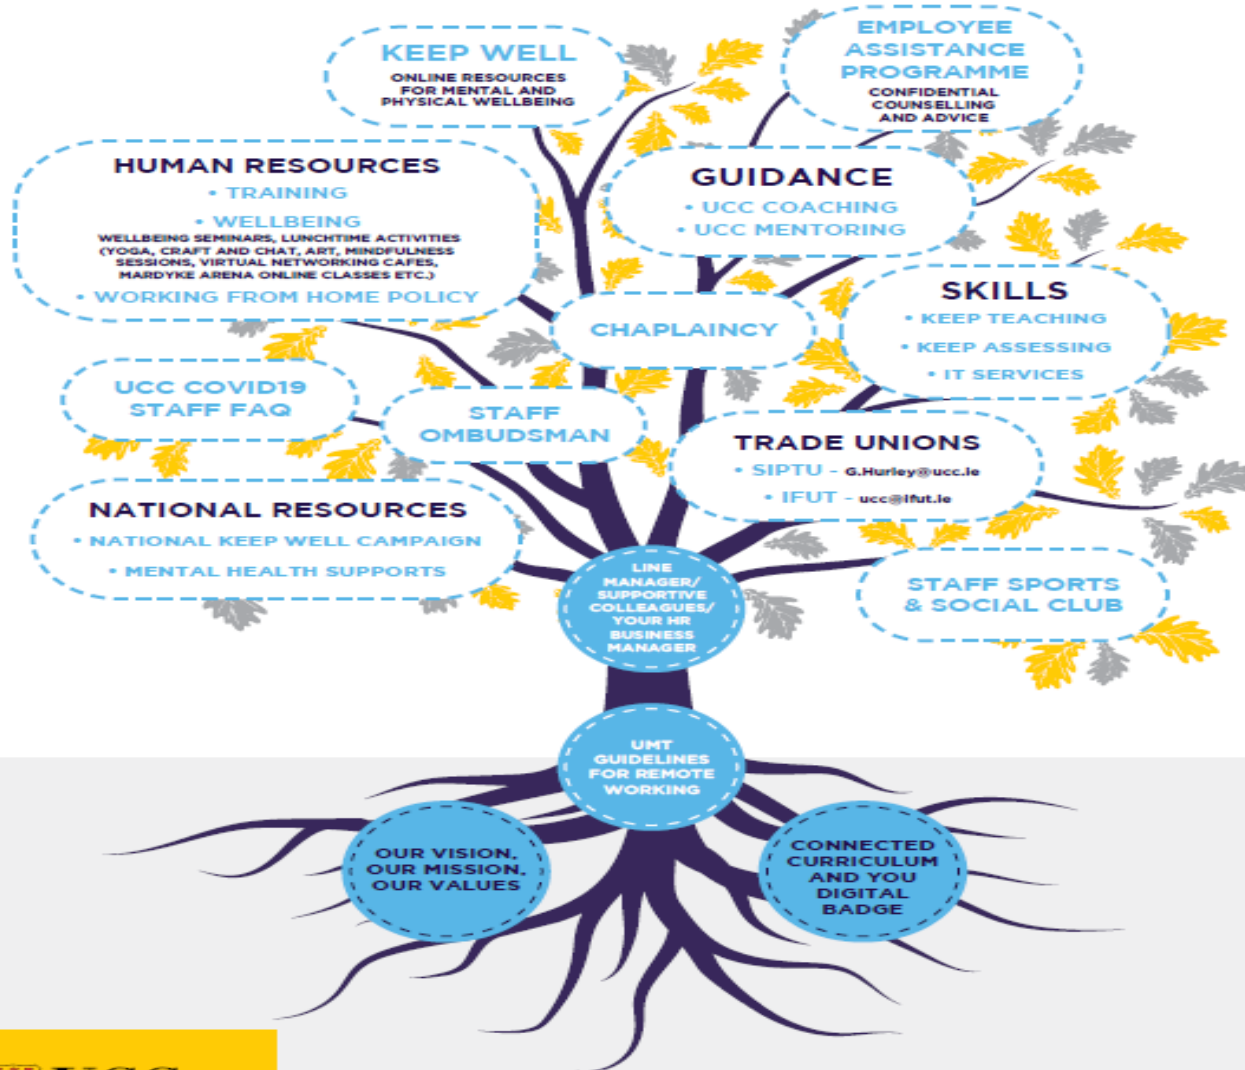 KEEP WELL
ONLINE RESOURCES
FOR MENTAL AND
PHYSICAL WELLBEING
EMPLOYEE
ASSISTANCE
PROGRAMME
CONFIDENTIAL
COUNSELLING
AND ADVICE
HUMAN RESOURCES
• TRAINING
• WELLBEING
WELLBEING SEMINARS, LUNCHTIME ACTIVITIES
(YOGA, CRAFT AND CHAT, ART, MINDFULNESS
SESSIONS, VIRTUAL NETWORKING CAFES,
MARDYKE ARENA ONLINE CLASSES ETC.)
• WORKING FROM HOME POLICY
GUIDANCE
• UCC COACHING
• UCC MENTORING
CHAPLAINCY
SKILLS
• KEEP TEACHING
• KEEP ASSESSING
• IT SERVICES
UCC COVID19
STAFF FAQ
STAFF
OMBUDSMAN
TRADE UNIONS
• SIPTU - G.Hurley@ucc.ie
• IFUT - ucc@ifut.ie
NATIONAL RESOURCES
• NATIONAL KEEP WELL CAMPAIGN
• MENTAL HEALTH SUPPORTS
LINE
MANAGER/
SUPPORTIVE
COLLEAGUES/
YOUR HR
BUSINESS
MANAGER
STAFF SPORTS
& SOCIAL CLUB
UMT
GUIDELINES
FOR REMOTE
WORKING
OUR VISION,
OUR MISSION,
OUR VALUES
CONNECTED
CURRICULUM
AND YOU
DIGITAL
BADGE
UCC